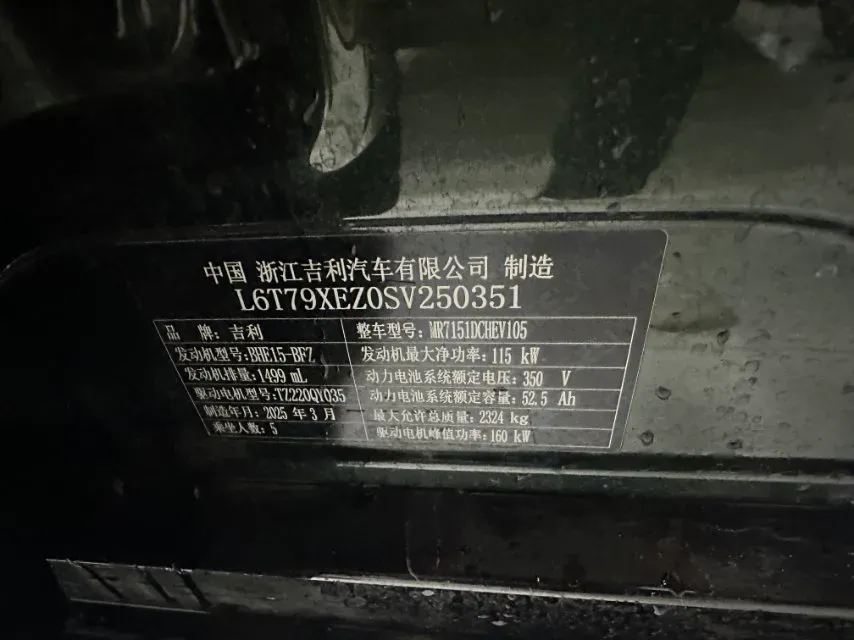 中国 浙江吉利汽车有限公司 制造
L6T79XEZ0SV250351
品 牌:吉利 整车型号:MR7151DCHEV105
发动机型号:BHE15-BFZ 发动机最大净功率:115 kW
发动机排量:1499 mL 动力电池系统额定电压:350 V
驱动电机型号:TZ220QY035 动力电池系统额定容量:52.5 Ah
制造年月:2025 年 3 月 最大允许总质量:2324 kg
乘坐人数:5 驱动电机峰值功率:160 kW